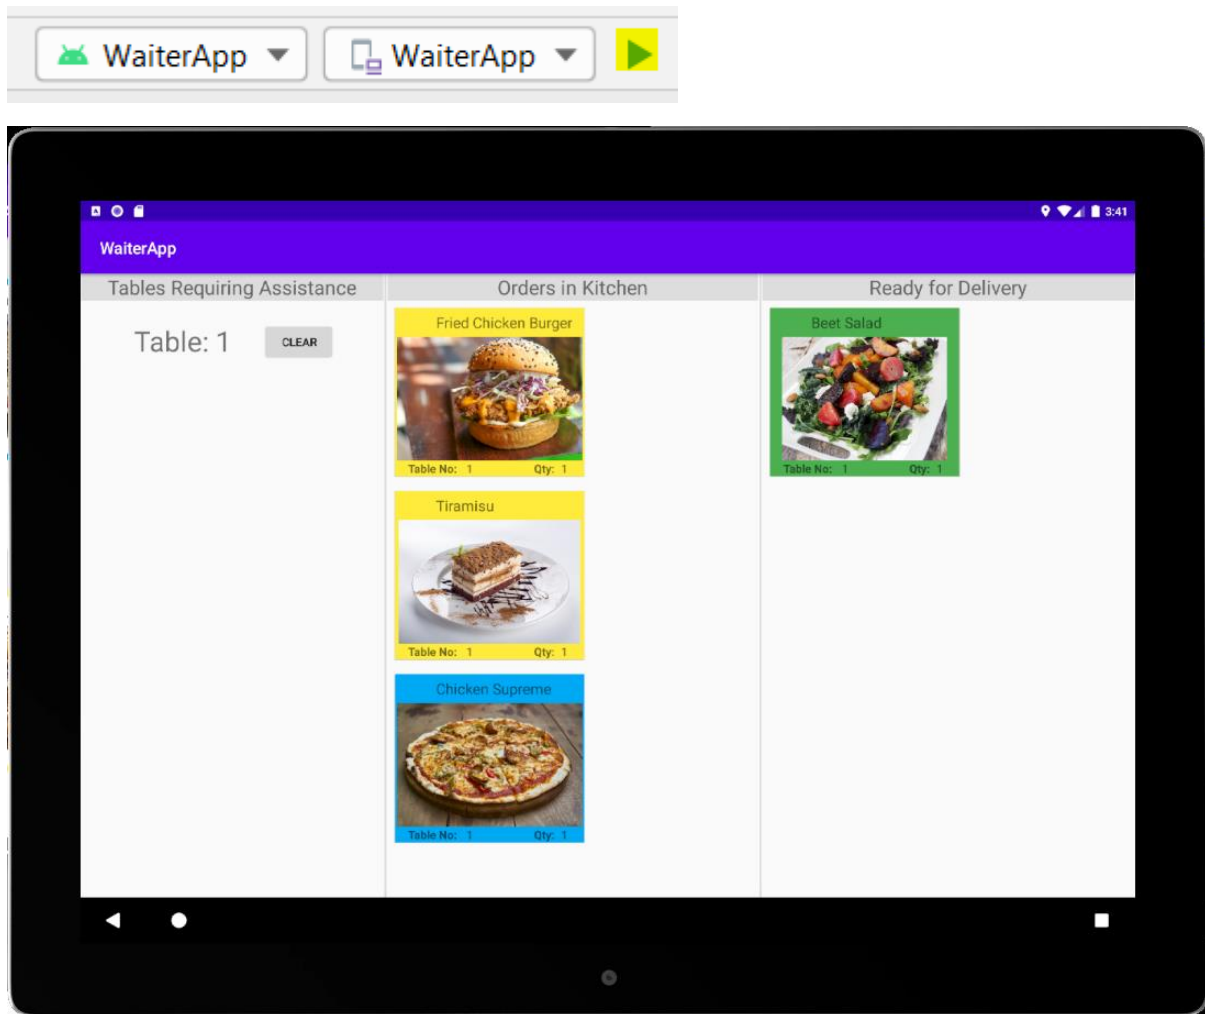 WaiterApp WaiterApp
3:41
WaiterApp
Tables Requiring Assistance
Orders in Kitchen
Ready for Delivery
Table: 1 CLEAR
Fried Chicken Burger
Table No: 1 Qty: 1
Tiramisu
Table No: 1 Qty: 1
Chicken Supreme
Table No: 1 Qty: 1
Beet Salad
Table No: 1 Qty: 1